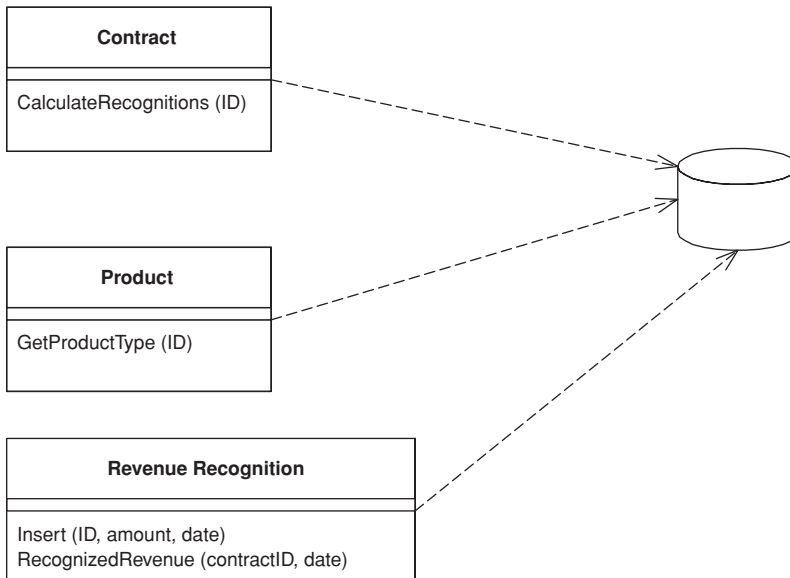 Contract
CalculateRecognitions (ID)
Product
GetProductType (ID)
Revenue Recognition
Insert (ID, amount, date)
RecognizedRevenue (contractID, date)